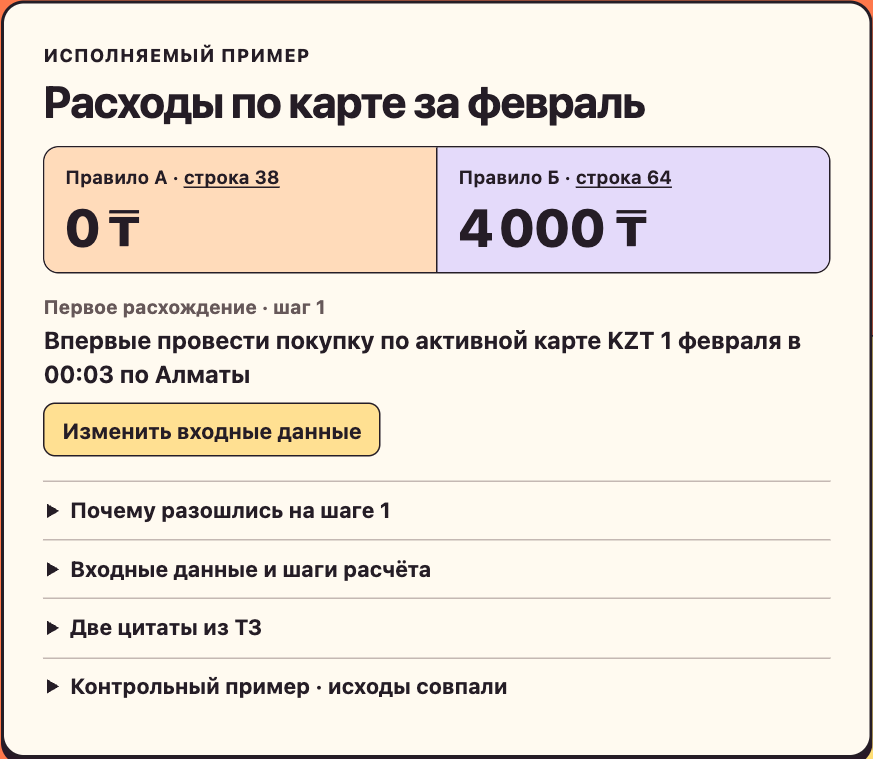 ИСПОЛНЯЕМЫЙ ПРИМЕР
Расходы по карте за февраль
Правило А · строка 38
0 ₸
Правило Б · строка 64
4 000 ₸
Первое расхождение · шаг 1
Впервые провести покупку по активной карте KZT 1 февраля в
00:03 по Алматы
Изменить входные данные
▶ Почему разошлись на шаге 1
▶ Входные данные и шаги расчёта
▶ Две цитаты из ТЗ
▶ Контрольный пример · исходы совпали